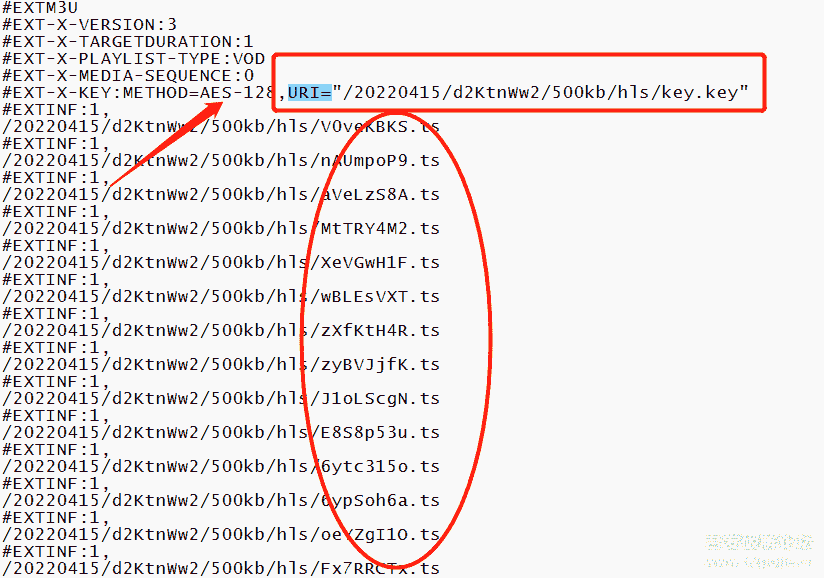 #EXTM3U
#EXT-X-VERSION:3
#EXT-X-TARGETDURATION:1
#EXT-X-PLAYLIST-TYPE:VOD
#EXT-X-MEDIA-SEQUENCE:0
#EXT-X-KEY:METHOD=AES-128,URI="/20220415/d2KtnWw2/500kb/hls/key.key"
#EXTINF:1,
/20220415/d2KtnWw2/500kb/hls/VOveKBKS.ts
#EXTINF:1,
/20220415/d2KtnWw2/500kb/hls/nAUmpoP9.ts
#EXTINF:1,
/20220415/d2KtnWw2/500kb/hls/aVeLzS8A.ts
#EXTINF:1,
/20220415/d2KtnWw2/500kb/hls/MtTRY4M2.ts
#EXTINF:1,
/20220415/d2KtnWw2/500kb/hls/XeVGwH1F.ts
#EXTINF:1,
/20220415/d2KtnWw2/500kb/hls/wBLEsVXT.ts
#EXTINF:1,
/20220415/d2KtnWw2/500kb/hls/zXfKtH4R.ts
#EXTINF:1,
/20220415/d2KtnWw2/500kb/hls/zyBVJjfK.ts
#EXTINF:1,
/20220415/d2KtnWw2/500kb/hls/J1oLScgN.ts
#EXTINF:1,
/20220415/d2KtnWw2/500kb/hls/E8S8p53u.ts
#EXTINF:1,
/20220415/d2KtnWw2/500kb/hls/6ytc315o.ts
#EXTINF:1,
/20220415/d2KtnWw2/500kb/hls/6ypSoh6a.ts
#EXTINF:1,
/20220415/d2KtnWw2/500kb/hls/oeYZgI1O.ts
#EXTINF:1,
/20220415/d2KtnWw2/500kb/hls/Fx7RRCTx.ts